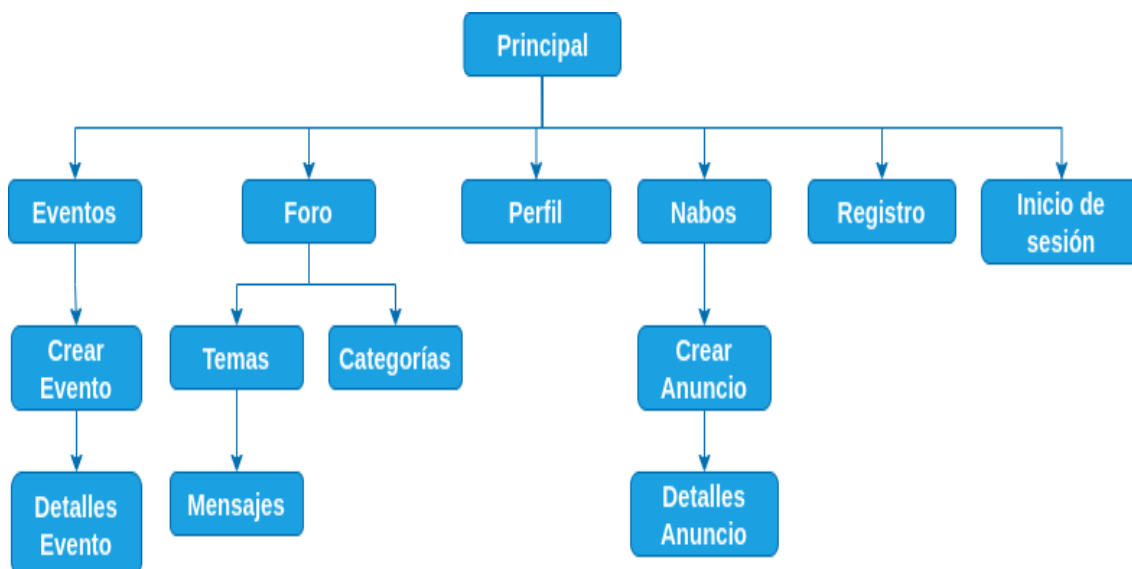 Principal
Eventos
Foro
Perfil
Nabos
Registro
Inicio de
sesión
Crear
Evento
Temas
Categorías
Crear
Anuncio
Detalles
Evento
Mensajes
Detalles
Anuncio